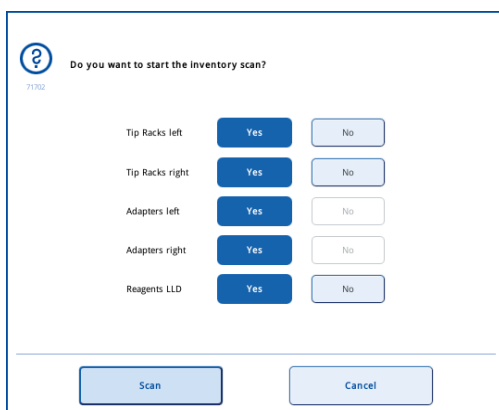 Do you want to start the inventory scan?
71702
Tip Racks left Yes No
Tip Racks right Yes No
Adapters left Yes No
Adapters right Yes No
Reagents LLD Yes No
Scan Cancel